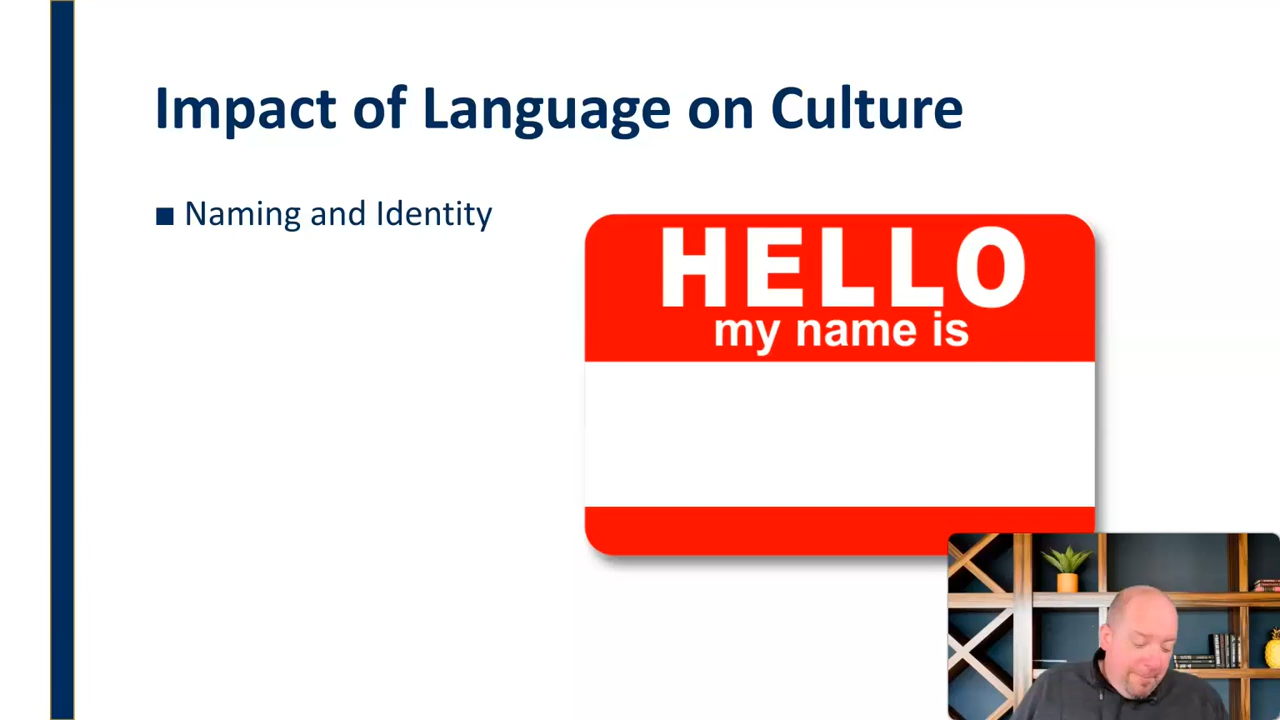 Impact of Language on Culture
■ Naming and Identity
HELLO
my name is